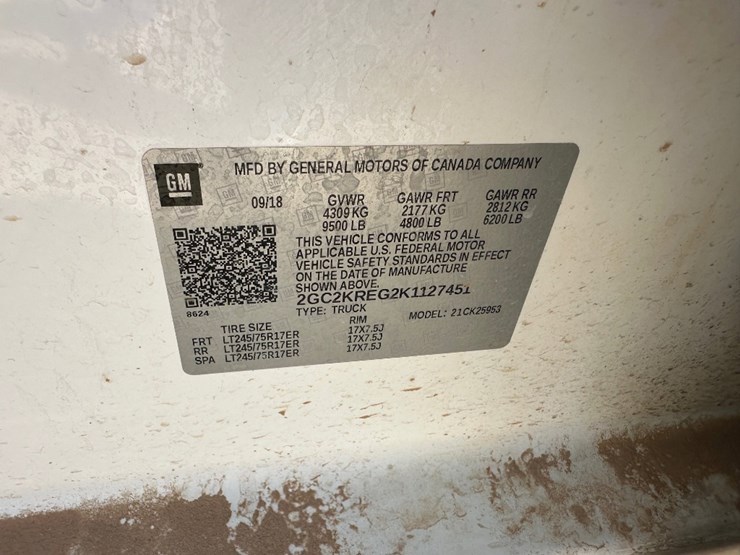 GM
MFD BY GENERAL MOTORS OF CANADA COMPANY
09/18 GVWR GAWR FRT GAWR RR
4309 KG 2177 KG 2812 KG
9500 LB 4800 LB 6200 LB
THIS VEHICLE CONFORMS TO ALL
APPLICABLE U.S. FEDERAL MOTOR
VEHICLE SAFETY STANDARDS IN EFFECT
ON THE DATE OF MANUFACTURE
SHOWN ABOVE.
2GC2KREG2K1127451
8624
TYPE: TRUCK MODEL: 21CK25953
TIRE SIZE RIM
FRT LT245/75R17ER 17X7.5J
RR LT245/75R17ER 17X7.5J
SPA LT245/75R17ER 17X7.5J